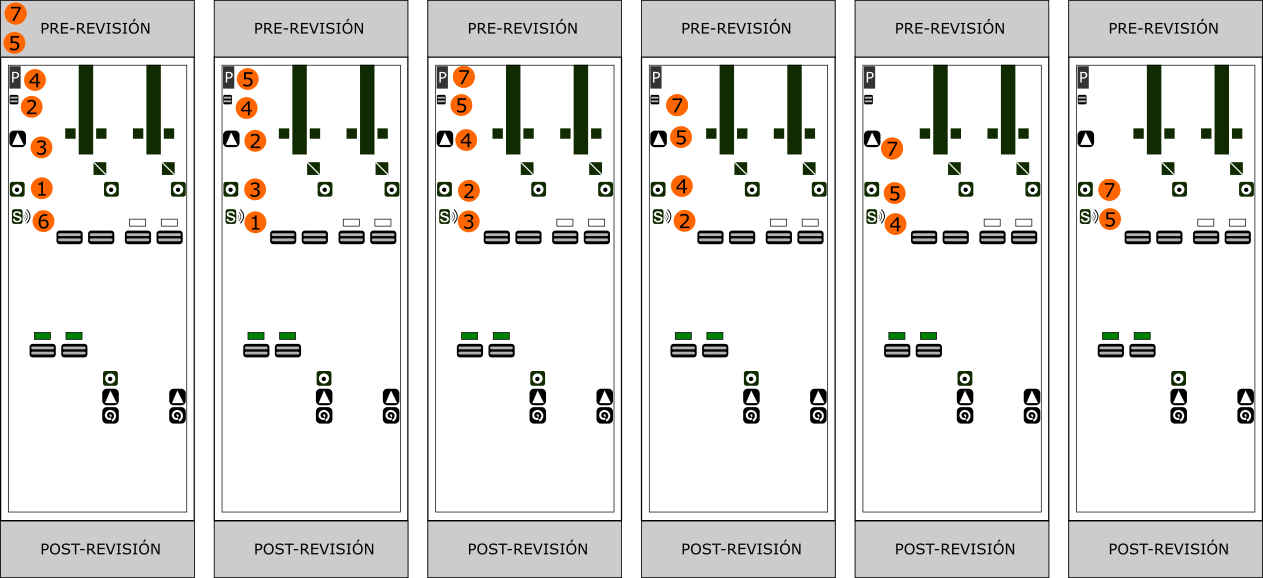 7
5
PRE-REVISIÓN
P
4
2
3
1
S
6
POST-REVISIÓN
PRE-REVISIÓN
P
5
4
2
3
S
1
POST-REVISIÓN
PRE-REVISIÓN
P
7
5
4
2
S
3
POST-REVISIÓN
PRE-REVISIÓN
P
7
5
4
S
2
POST-REVISIÓN
PRE-REVISIÓN
P
7
5
S
4
POST-REVISIÓN
PRE-REVISIÓN
P
7
S
5
POST-REVISIÓN